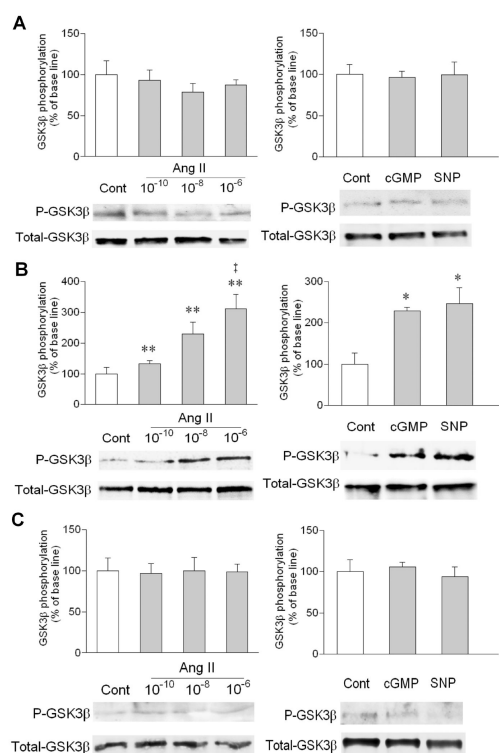 A
GSK3β phosphorylation
(% of base line)
150
100
50
0
Ang II
Cont 10⁻¹⁰ 10⁻⁸ 10⁻⁶
P-GSK3β
Total-GSK3β
GSK3β phosphorylation
(% of base line)
150
100
50
0
Cont cGMP SNP
P-GSK3β
Total-GSK3β
B
GSK3β phosphorylation
(% of base line)
400
300
200
100
0
**
**
‡
**
Ang II
Cont 10⁻¹⁰ 10⁻⁸ 10⁻⁶
P-GSK3β
Total-GSK3β
GSK3β phosphorylation
(% of base line)
300
200
100
0
*
*
Cont cGMP SNP
P-GSK3β
Total-GSK3β
C
GSK3β phosphorylation
(% of base line)
150
100
50
0
Ang II
Cont 10⁻¹⁰ 10⁻⁸ 10⁻⁶
P-GSK3β
Total-GSK3β
GSK3β phosphorylation
(% of base line)
150
100
50
0
Cont cGMP SNP
P-GSK3β
Total-GSK3β